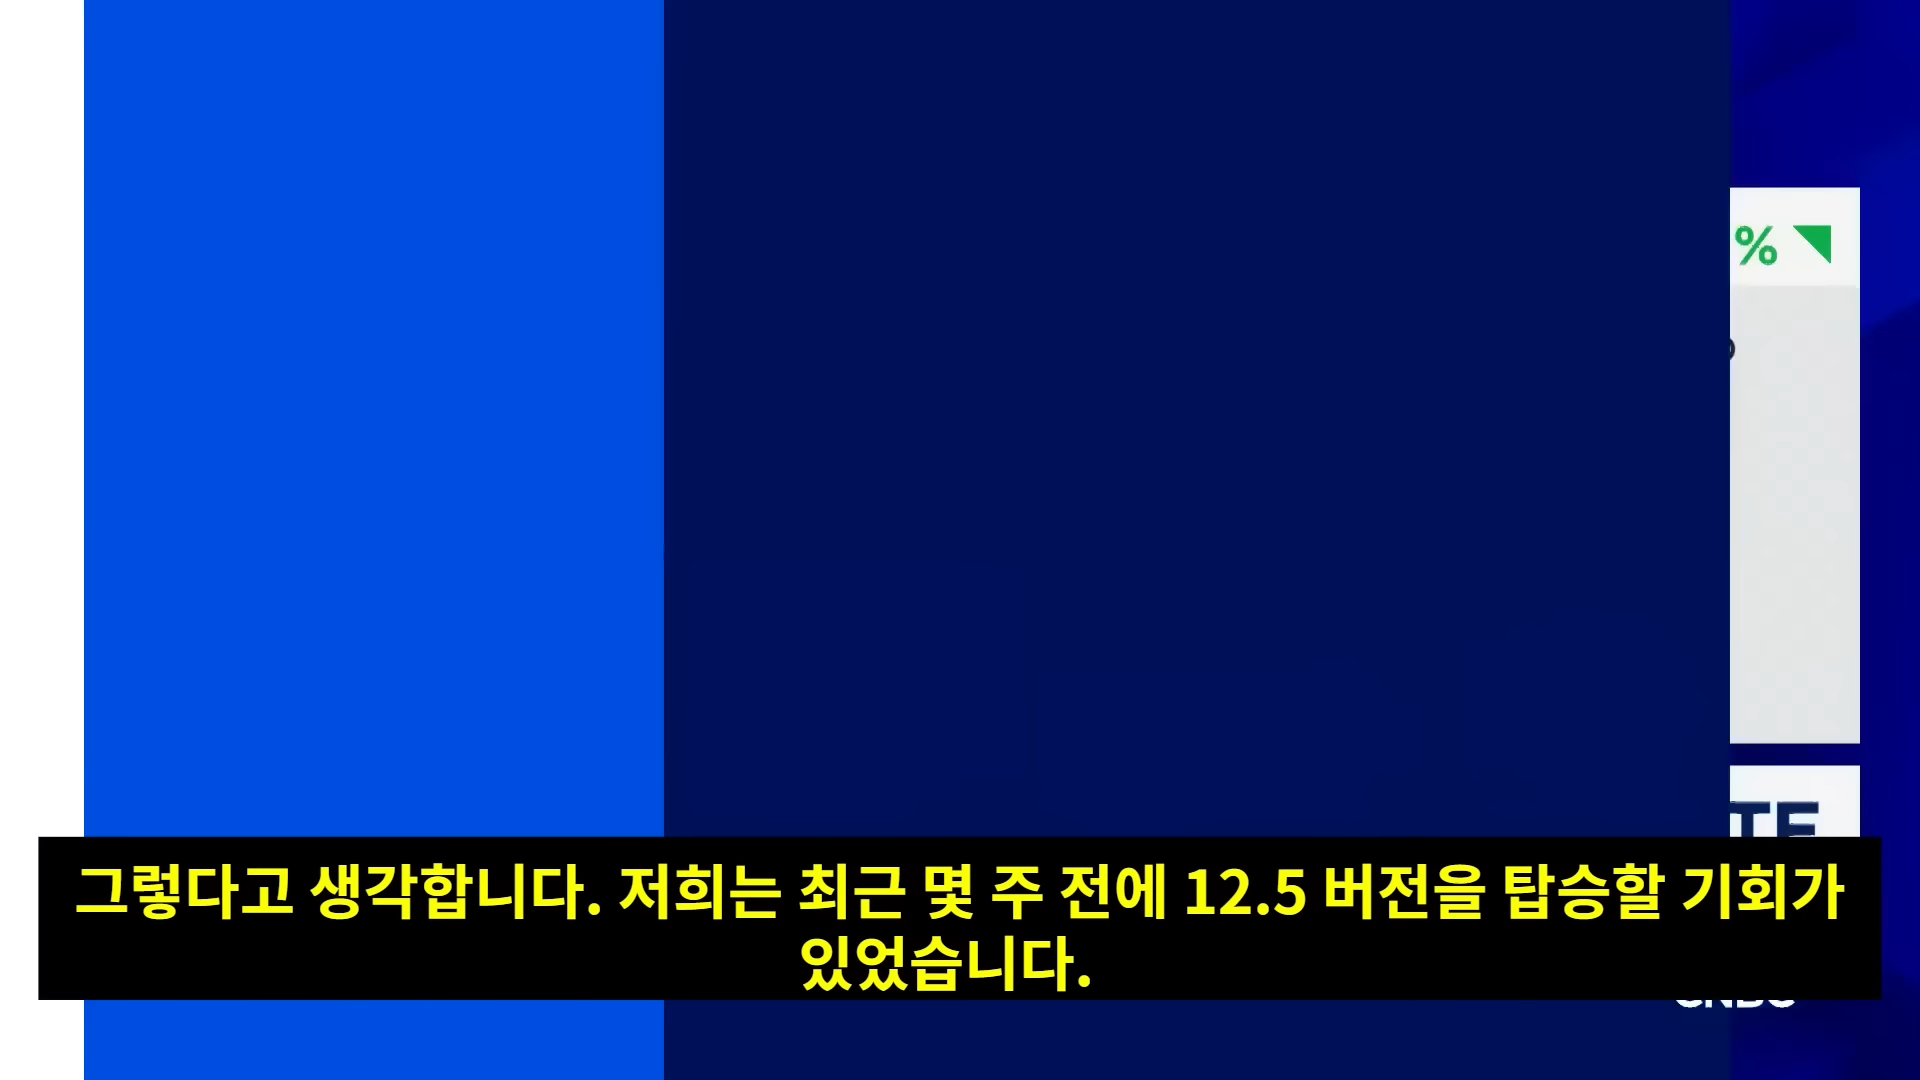 %
그렇다고 생각합니다. 저희는 최근 몇 주 전에 12.5 버전을 탑승할 기회가
있었습니다.